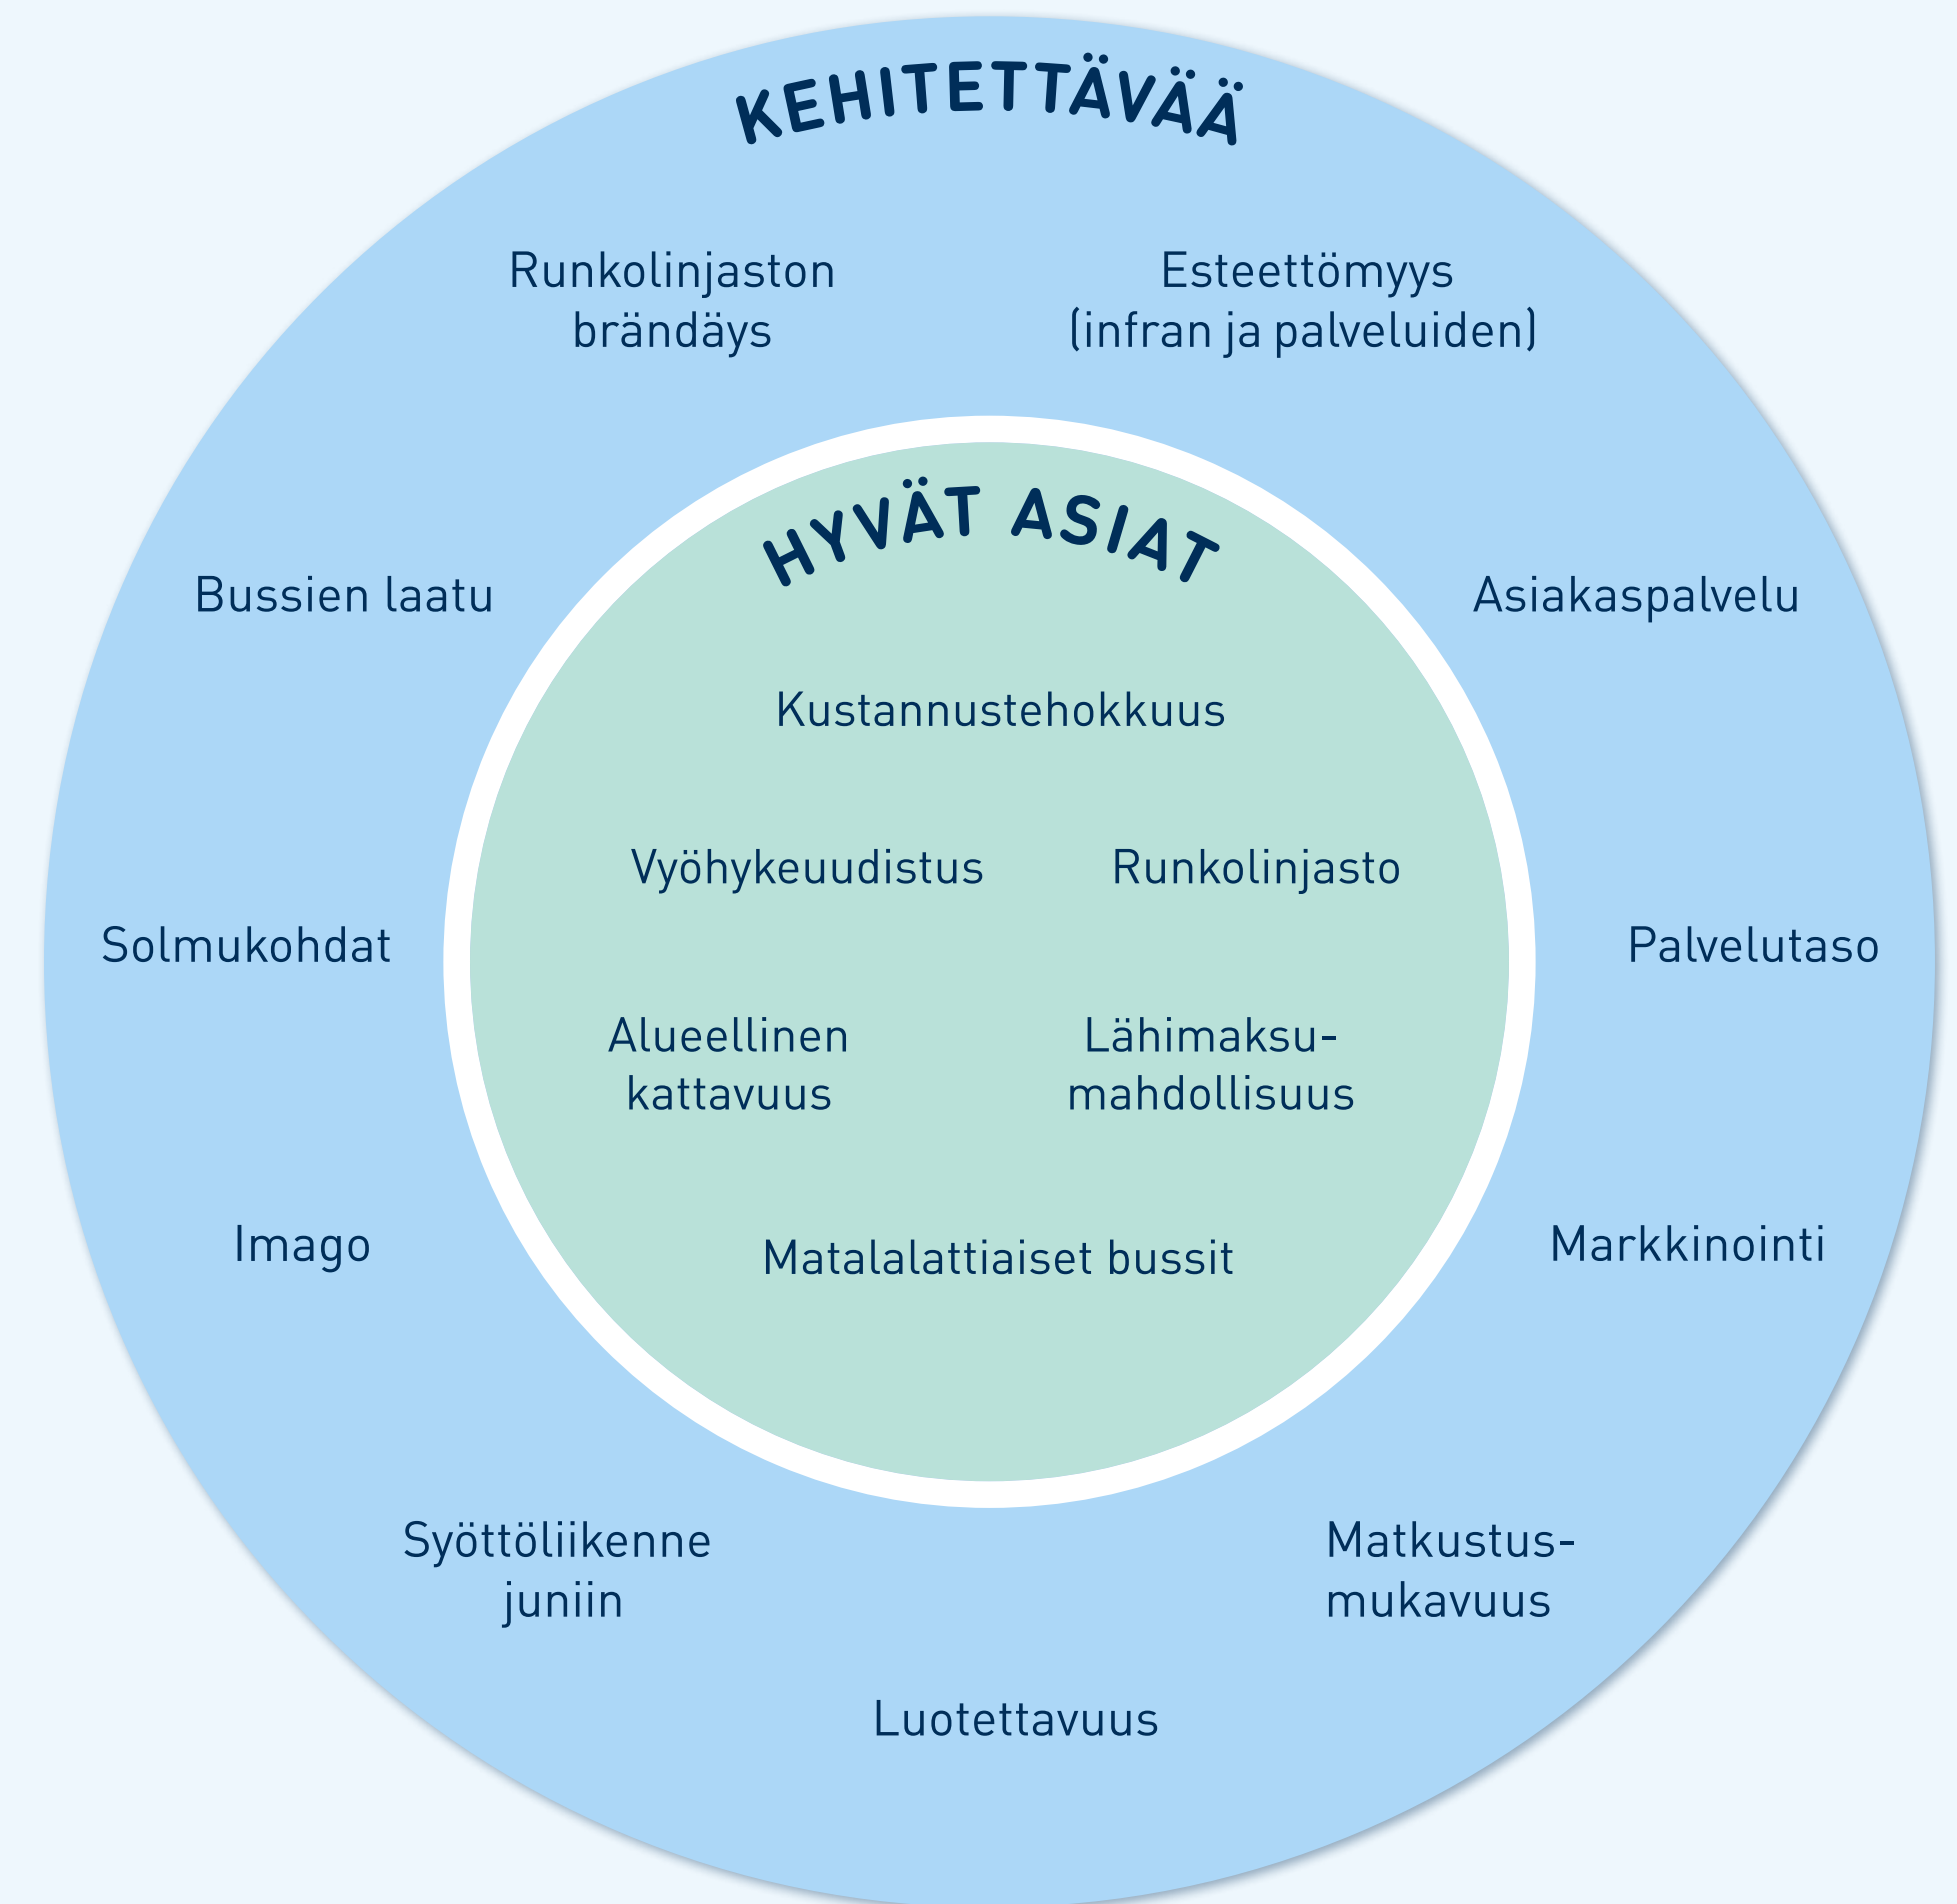 KEHITETTÄVÄÄ
Runkolinjaston
brändäys
Esteettömyys
(infran ja palveluiden)
Bussien laatu
Asiakaspalvelu
Solmukohdat
Palvelutaso
Imago
Markkinointi
Syöttöliikenne
juniin
Matkustus-
mukavuus
Luotettavuus
HYVÄT ASIAT
Kustannustehokkuus
Vyöhykeuudistus
Runkolinjasto
Alueellinen
kattavuus
Lähimaksu-
mahdollisuus
Matalalattiaiset bussit